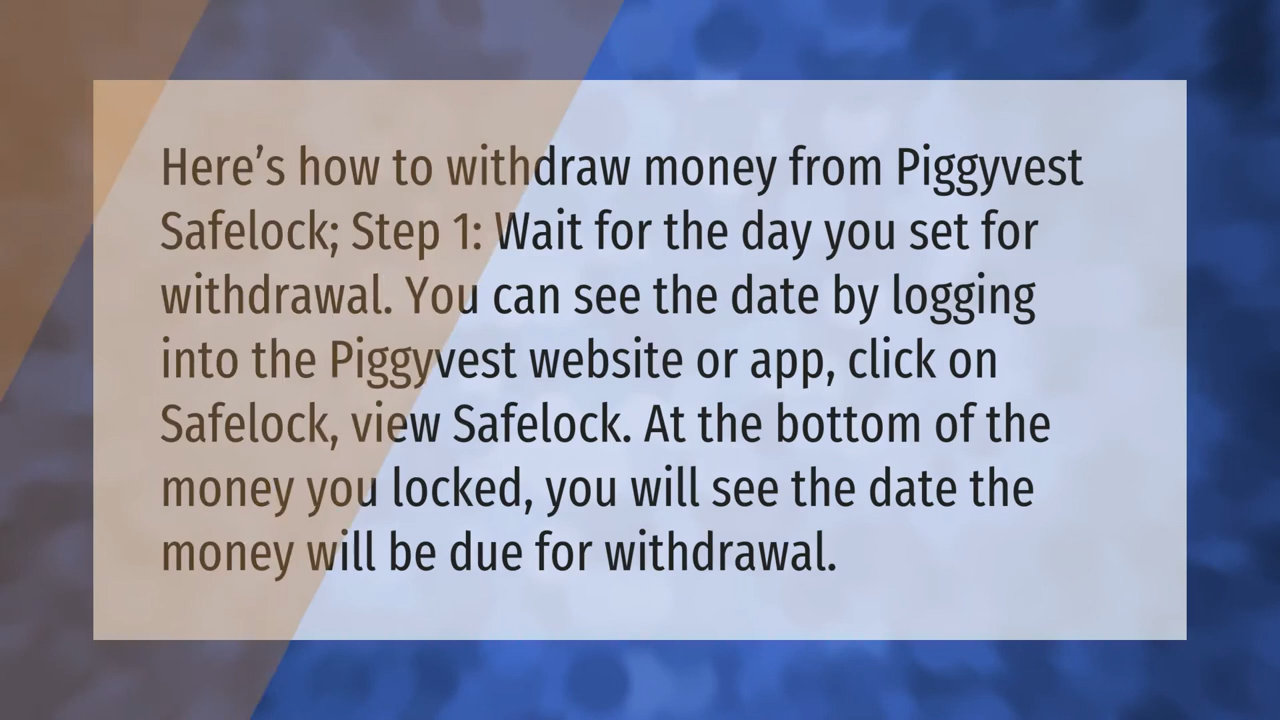 Here’s how to withdraw money from Piggyvest
Safelock; Step 1: Wait for the day you set for
withdrawal. You can see the date by logging
into the Piggyvest website or app, click on
Safelock, view Safelock. At the bottom of the
money you locked, you will see the date the
money will be due for withdrawal.